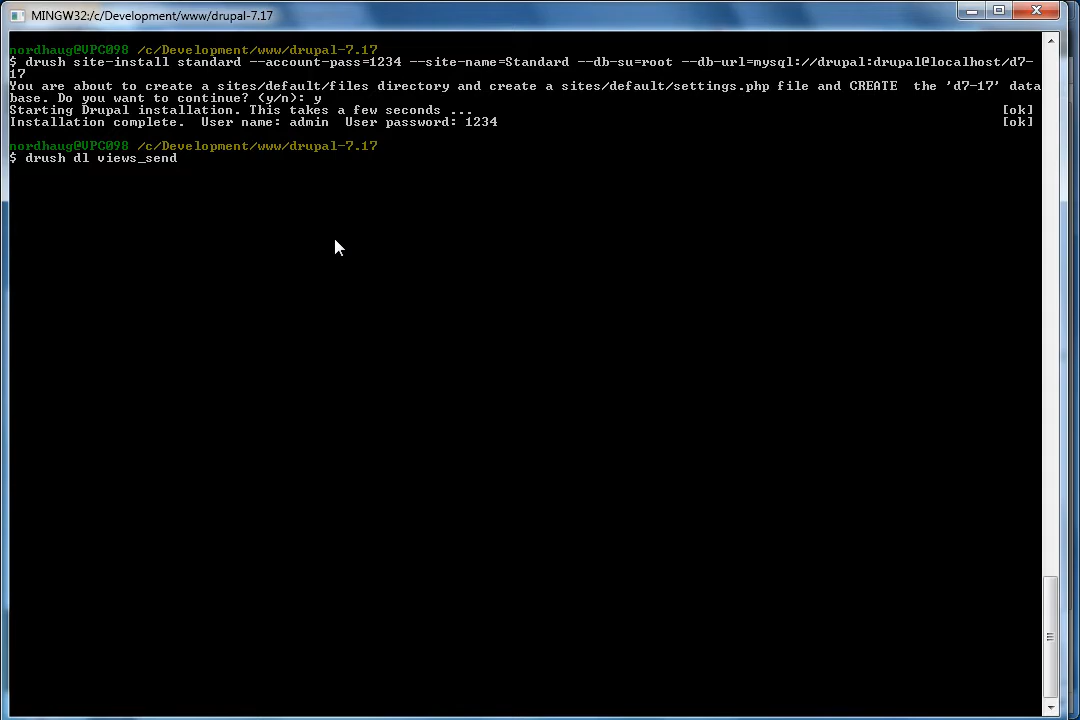 MINGW32:/c/Development/www/drupal-7.17
nordhaug@VPC098 /c/Development/www/drupal-7.17
$ drush site-install standard --account-pass=1234 --site-name=Standard --db-su=root --db-url=mysql://drupal:drupal@localhost/d7-
17
You are about to create a sites/default/files directory and create a sites/default/settings.php file and CREATE  the 'd7-17' data
base. Do you want to continue? (y/n): y
Starting Drupal installation. This takes a few seconds ... [ok]
Installation complete.  User name: admin  User password: 1234 [ok]
nordhaug@VPC098 /c/Development/www/drupal-7.17
$ drush dl views_send